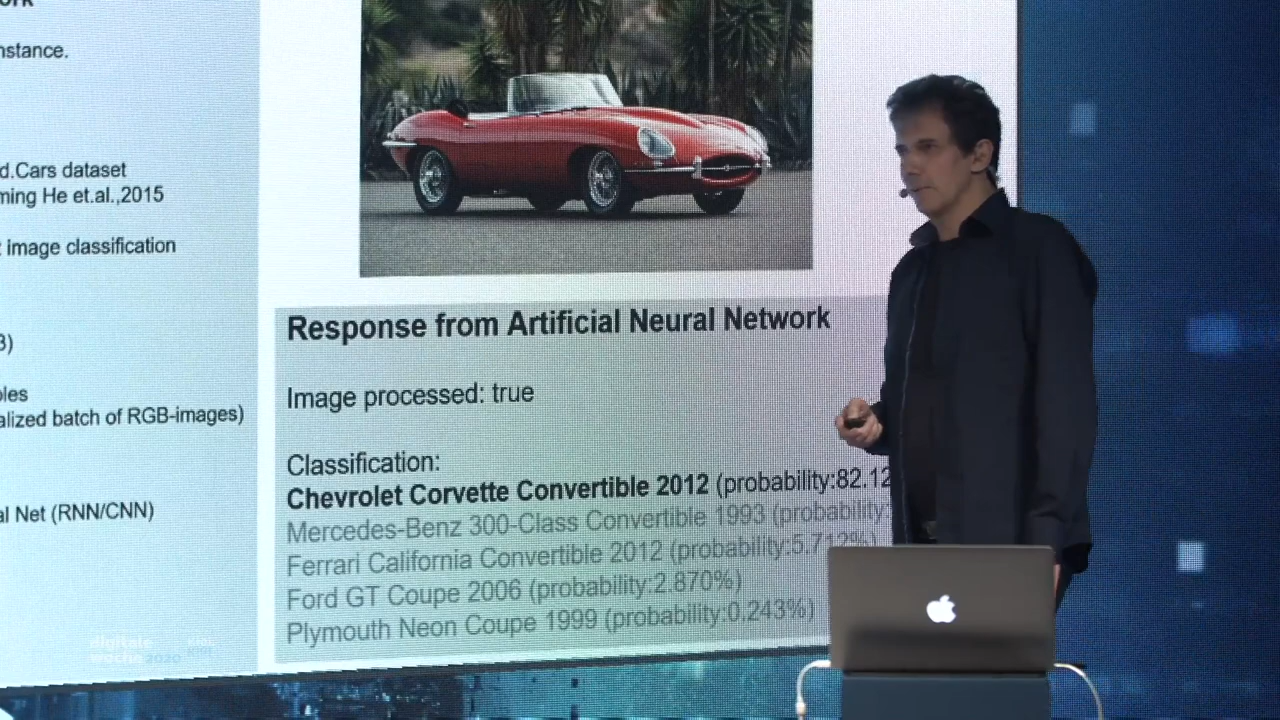 nstance.
d.Cars dataset
ming He et.al.,2015
image classification
3)
ples
alized batch of RGB-images)
al Net (RNN/CNN)
Response from Artificial Neural Network
Image processed: true
Classification:
Chevrolet Corvette Convertible 2012 (probability:82.12
Mercedes-Benz 300-Class Convertible 1993 (probability:
Ferrari California Convertible 2012 (probability:5.712%)
Ford GT Coupe 2006 (probability:2.870%)
Plymouth Neon Coupe 1999 (probability:0.243%)
digitale
woche 2020